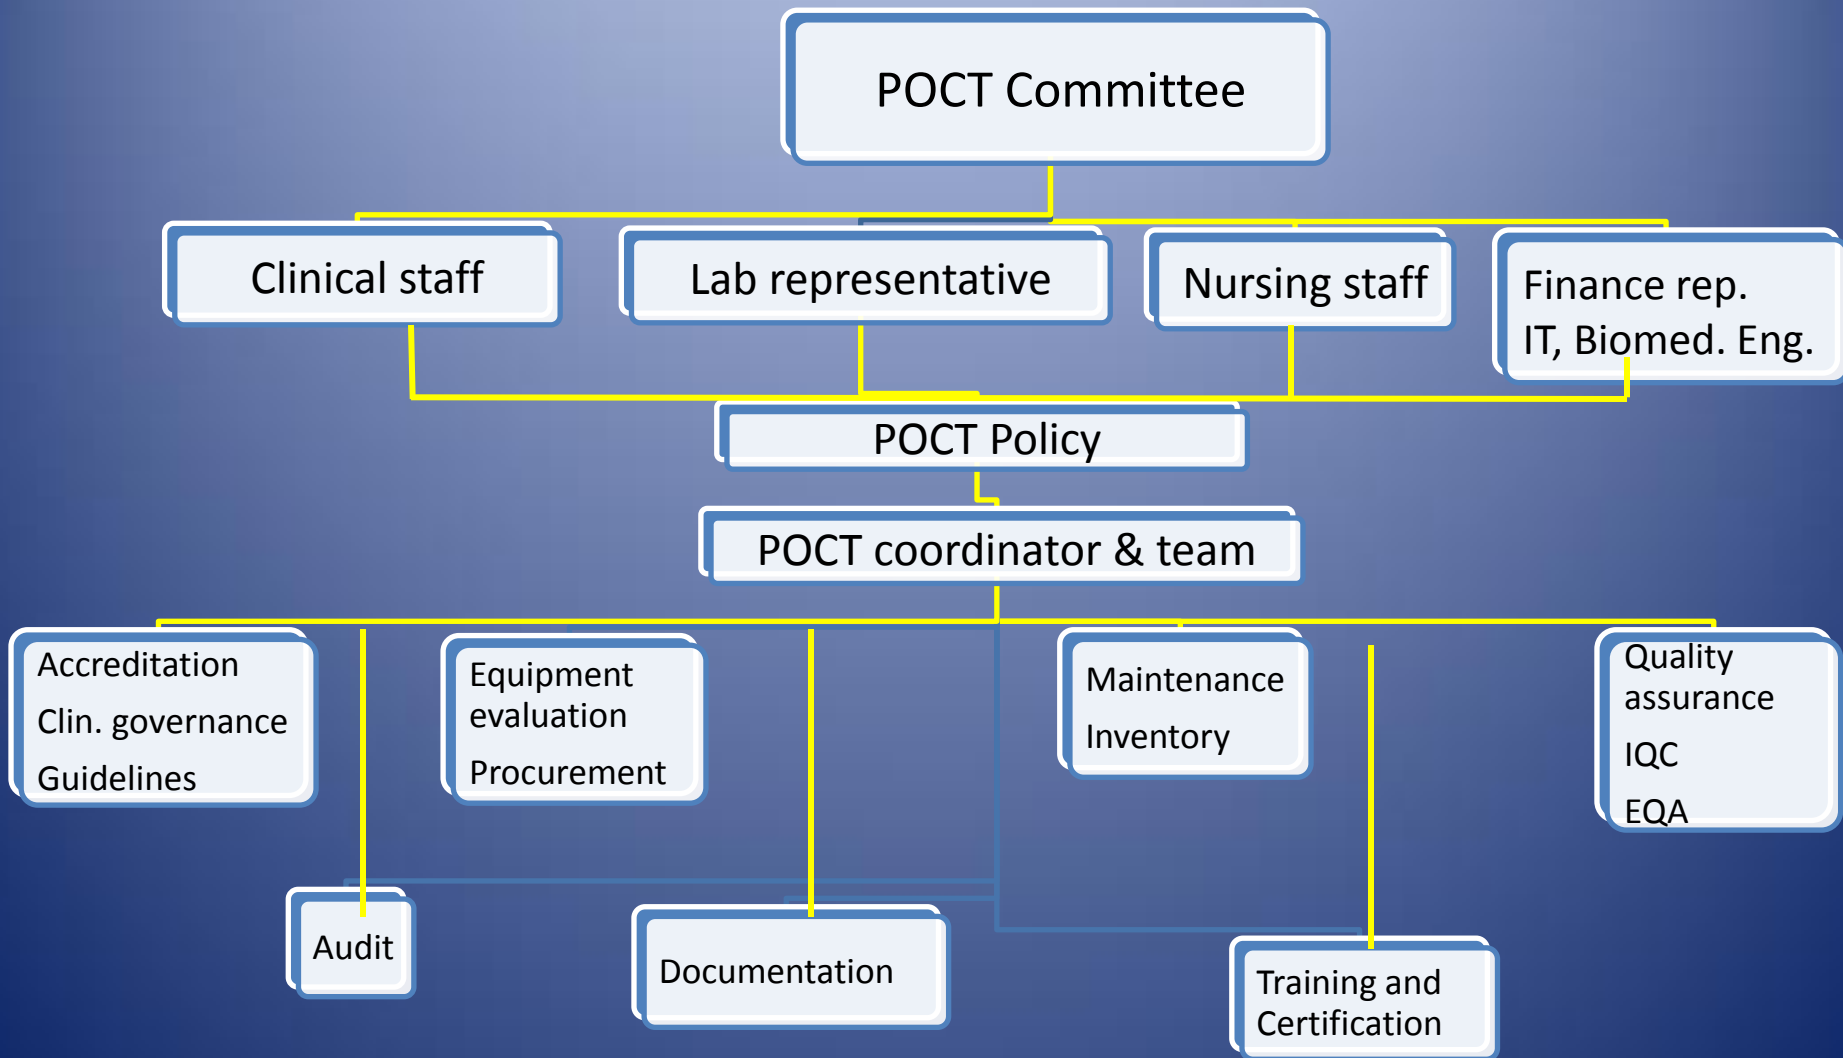 POCT Committee
Clinical staff
Lab representative
Nursing staff
Finance rep.
IT, Biomed. Eng.
POCT Policy
POCT coordinator & team
Accreditation
Clin. governance
Guidelines
Equipment
evaluation
Procurement
Maintenance
Inventory
Quality
assurance
IQC
EQA
Audit
Documentation
Training and
Certification